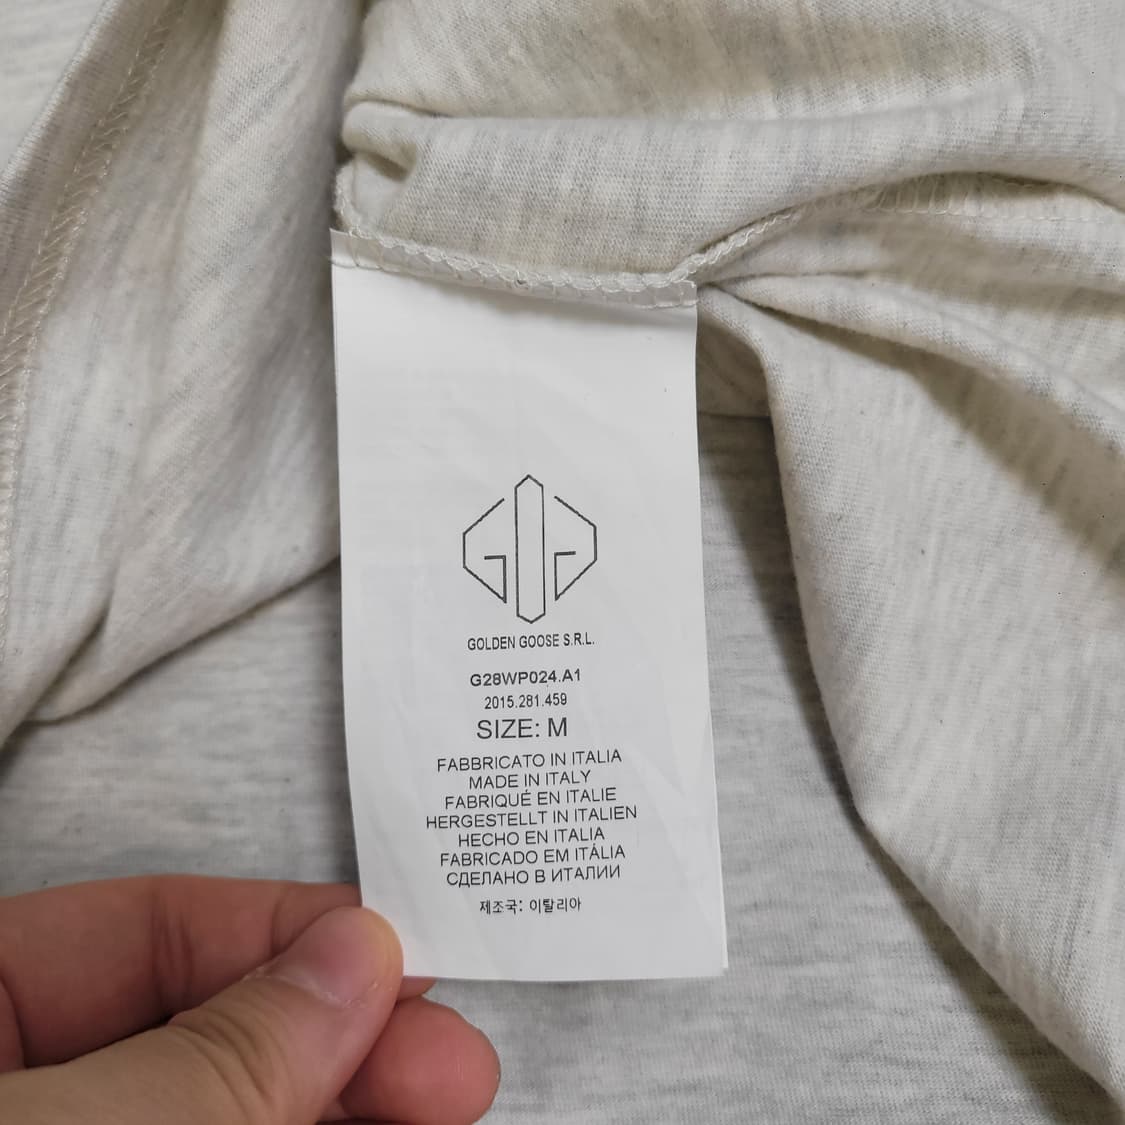 GOLDEN GOOSE S.R.L.
G28WP024.A1
2015.281.459
SIZE: M
FABBRICATO IN ITALIA
MADE IN ITALY
FABRIQUÉ EN ITALIE
HERGESTELLT IN ITALIEN
HECHO EN ITALIA
FABRICADO EM ITÁLIA
СДЕЛАНО В ИТАЛИИ
제조국: 이탈리아